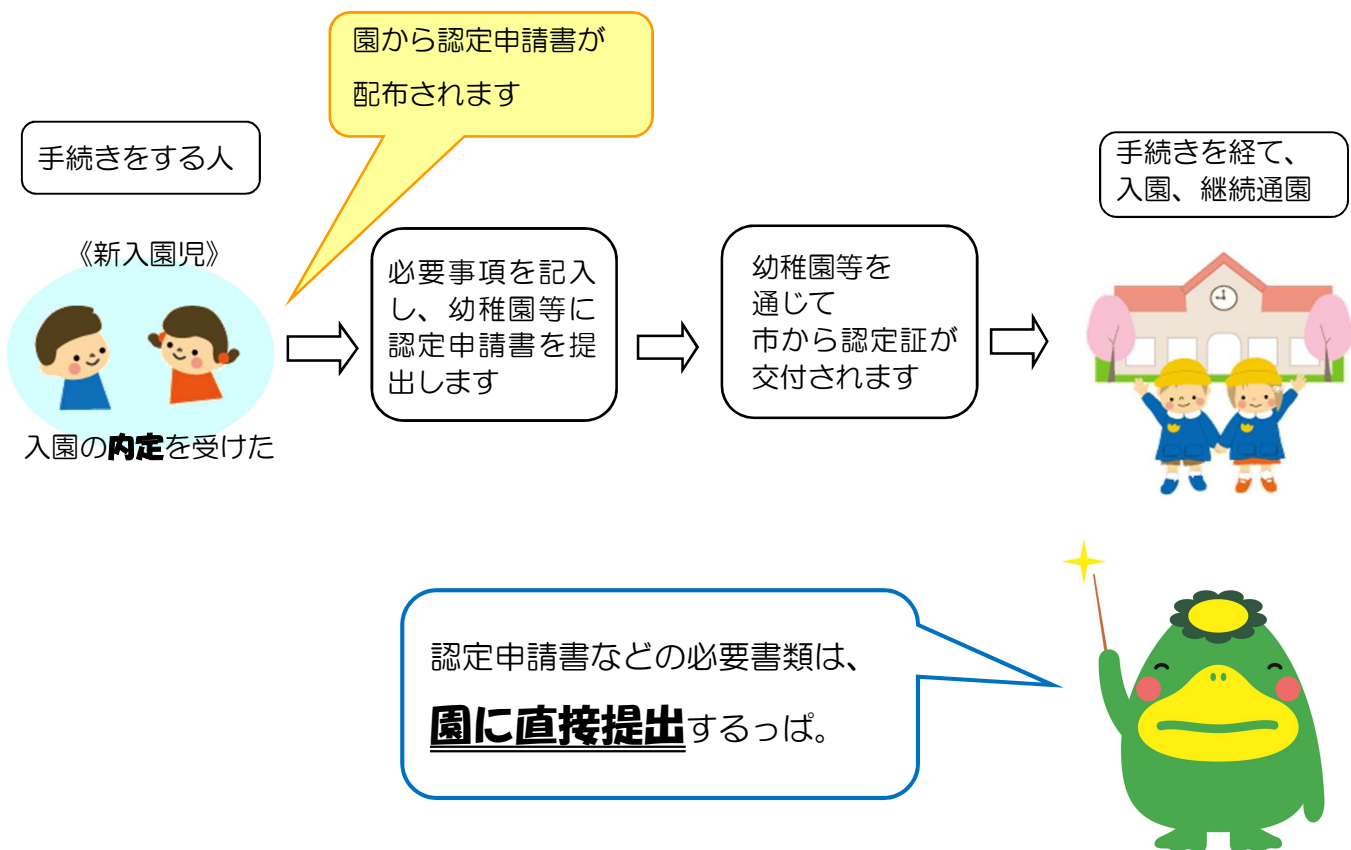 園から認定申請書が
配布されます
手続きをする人
《新入園児》
入園の内定を受けた
必要事項を記入
し、幼稚園等に
認定申請書を提
出します
幼稚園等を
通じて
市から認定証が
交付されます
手続きを経て、
入園、継続通園
認定申請書などの必要書類は、
園に直接提出するっぱ。